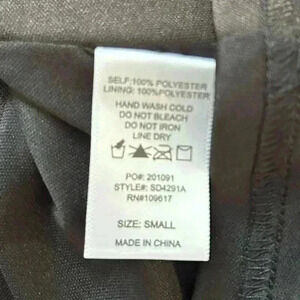 SELF:100% POLYESTER
LINING: 100%POLYESTER
HAND WASH COLD
DO NOT BLEACH
DO NOT IRON
LINE DRY
PO#: 201091
STYLE#: SD4291A
RN#109617
SIZE: SMALL
MADE IN CHINA